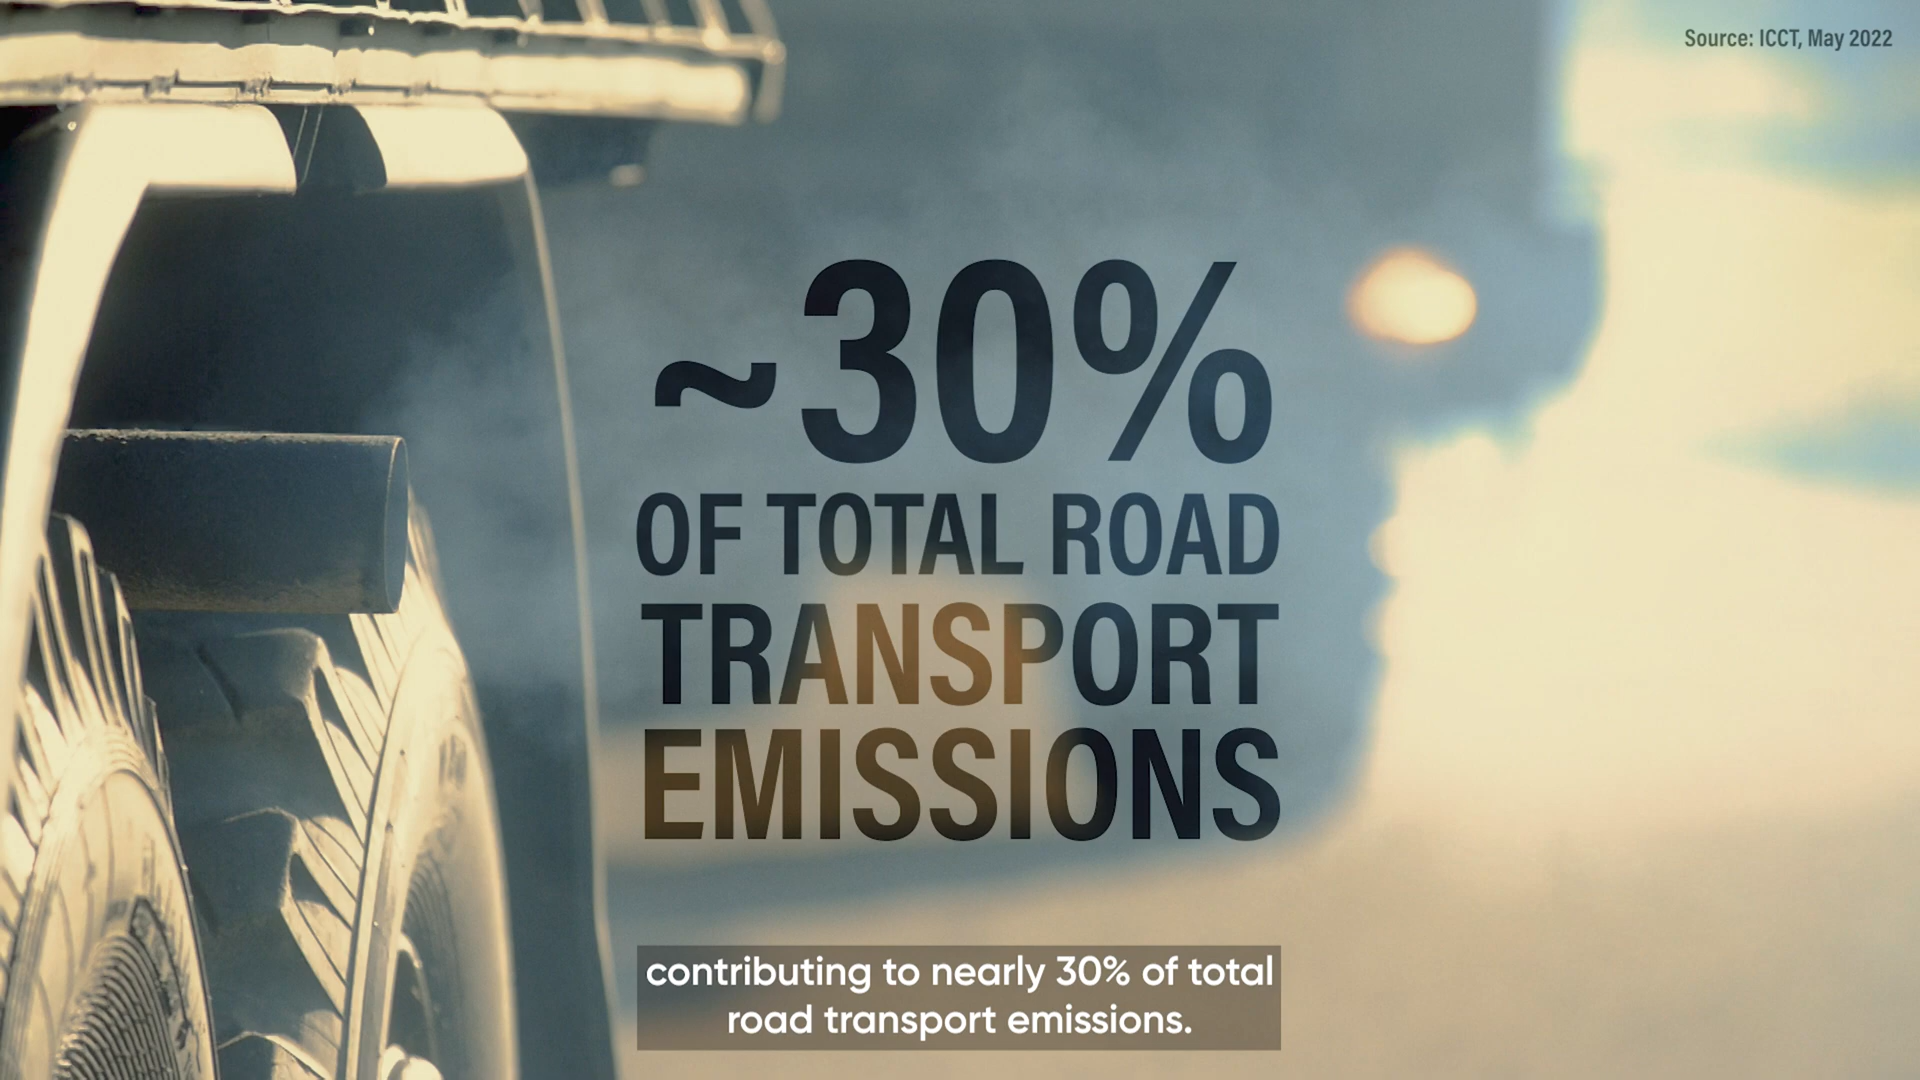 Source: ICCT, May 2022
~30%
OF TOTAL ROAD
TRANSPORT
EMISSIONS
contributing to nearly 30% of total
road transport emissions.